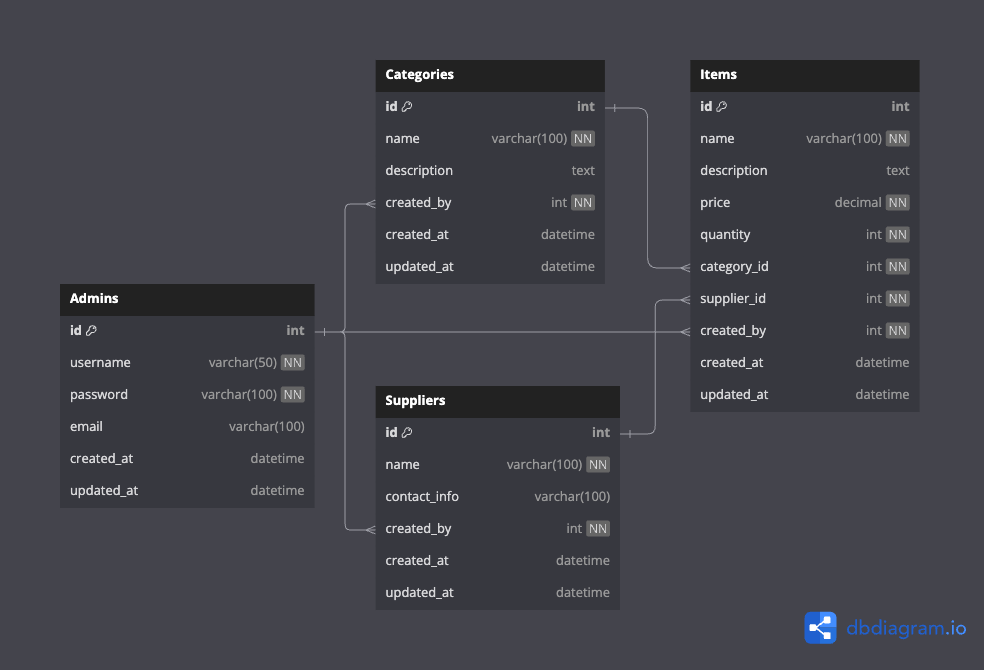 Categories
id int
name varchar(100) NN
description text
created_by int NN
created_at datetime
updated_at datetime
Items
id int
name varchar(100) NN
description text
price decimal NN
quantity int NN
category_id int NN
supplier_id int NN
created_by int NN
created_at datetime
updated_at datetime
Admins
id int
username varchar(50) NN
password varchar(100) NN
email varchar(100)
created_at datetime
updated_at datetime
Suppliers
id int
name varchar(100) NN
contact_info varchar(100)
created_by int NN
created_at datetime
updated_at datetime
dbdiagram.io